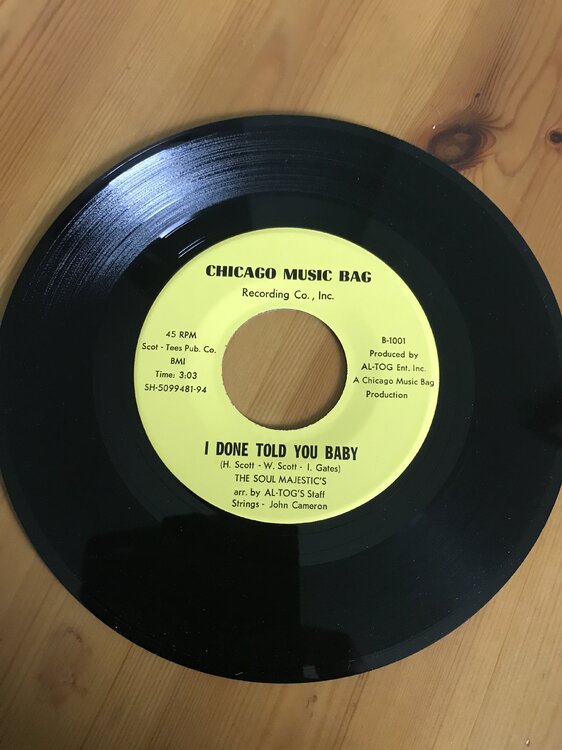 CHICAGO MUSIC BAG
Recording Co., Inc.
45 RPM
Scot - Tees Pub. Co.
BMI
Time: 3:03
SH-5099481-94
B-1001
Produced by
AL-TOG Ent. Inc.
A Chicago Music Bag
Production
I DONE TOLD YOU BABY
(H. Scott - W. Scott - I. Gates)
THE SOUL MAJESTIC'S
arr. by AL-TOG'S Staff
Strings - John Cameron